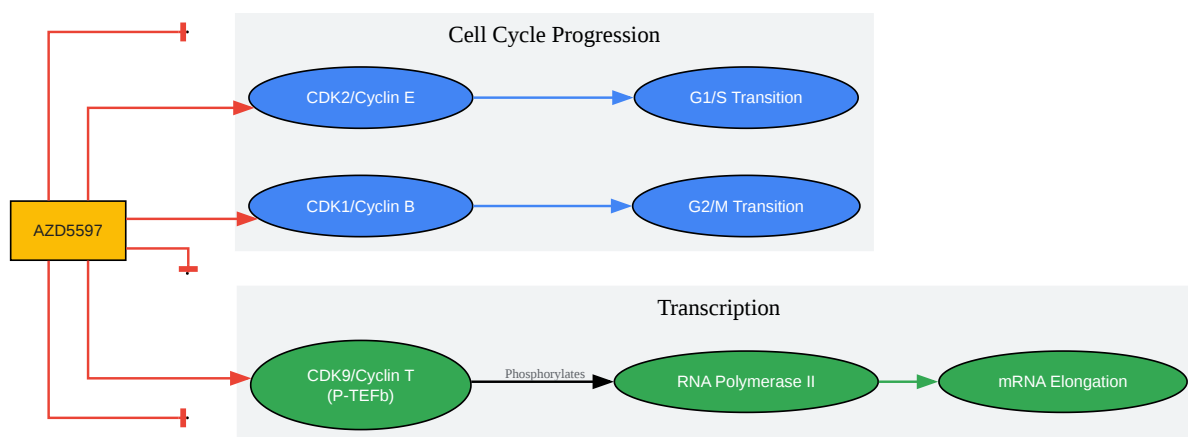 Cell Cycle Progression
CDK2/Cyclin E
G1/S Transition
CDK1/Cyclin B
G2/M Transition
AZD5597
Transcription
CDK9/Cyclin T
(P-TEFb)
Phosphorylates
RNA Polymerase II
mRNA Elongation